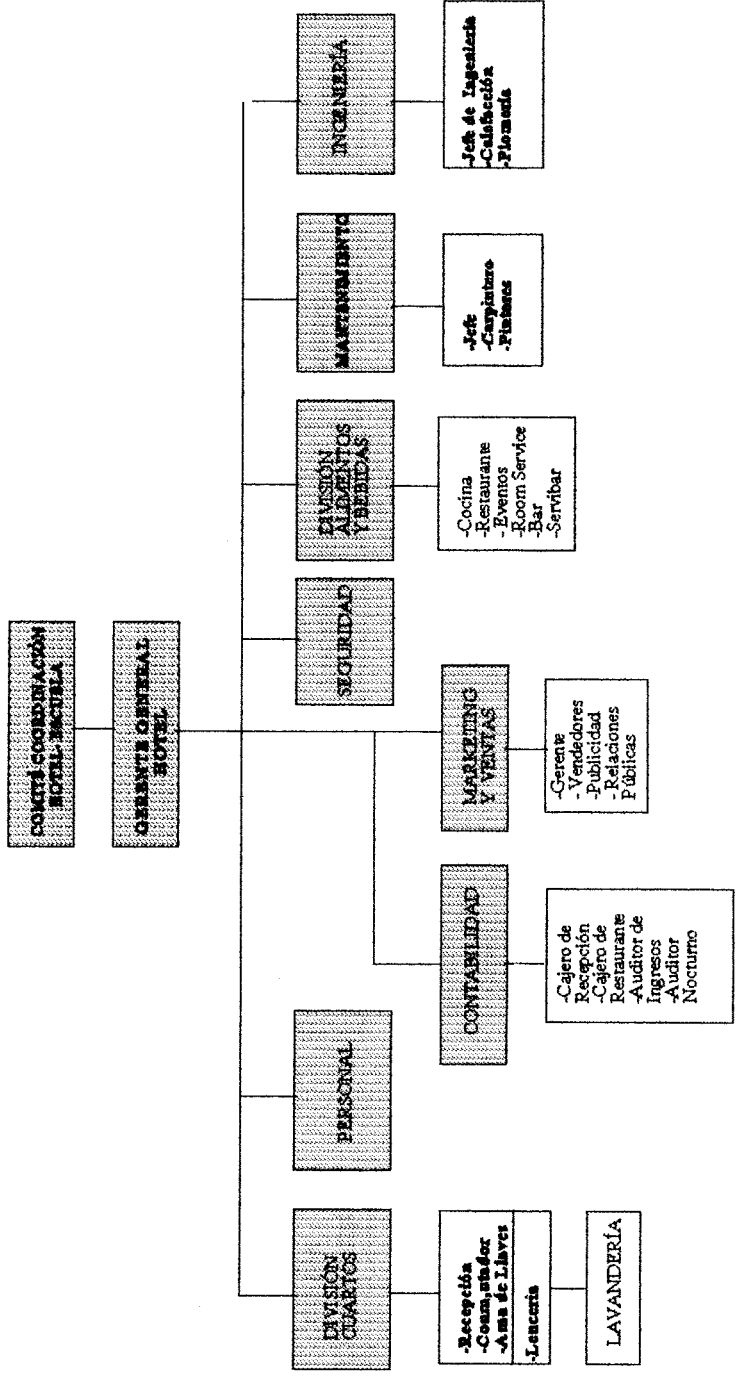 COMITÉ COORDINACIÓN
HOTEL-ESCUELA
GERENTE GENERAL
HOTEL
DIVISIÓN
CUARTOS
PERSONAL
SEGURIDAD
DIVISIÓN
ALIMENTOS
Y BEBIDAS
MANTENIMIENTO
INGENIERÍA
CONTABILIDAD
MARKETING
Y VENTAS
-Recepción
-Conm,utador
-Ama de Llaves
-Lencería
LAVANDERÍA
-Cajero de
Recepción
-Cajero de
Restaurante
-Auditor de
Ingresos
-Auditor
Nocturno
-Gerente
- Vendedores
-Publicidad
- Relaciones
Públicas
-Cocina
-Restaurante
- Eventos
-Room Service
-Bar
-Servibar
-Jefe
-Carpintero
-Pintores
-Jefe de Ingeniería
-Calefacción
-Plomería